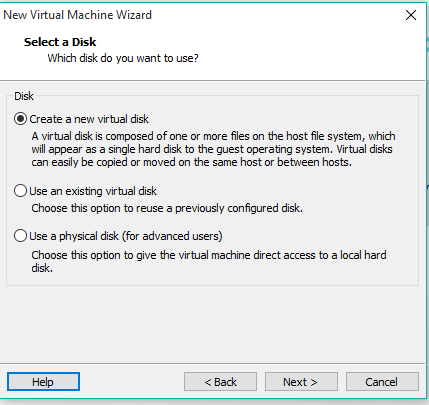 New Virtual Machine Wizard
Select a Disk
Which disk do you want to use?
Disk
Create a new virtual disk
A virtual disk is composed of one or more files on the host file system, which
will appear as a single hard disk to the guest operating system. Virtual disks
can easily be copied or moved on the same host or between hosts.
Use an existing virtual disk
Choose this option to reuse a previously configured disk.
Use a physical disk (for advanced users)
Choose this option to give the virtual machine direct access to a local hard
disk.
Help
< Back
Next >
Cancel